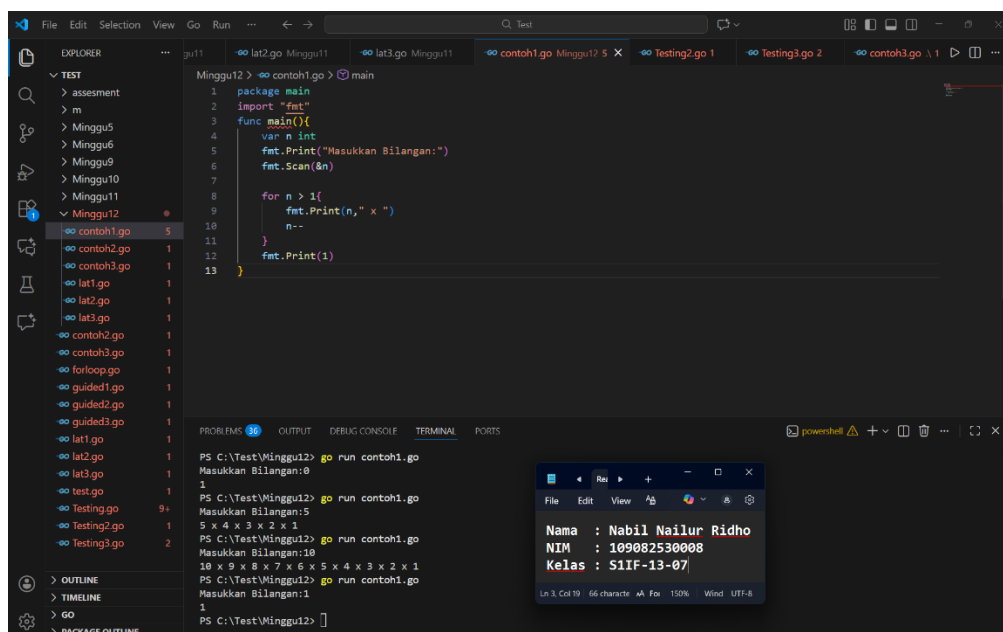 File Edit Selection View Go Run ... ← → Test
EXPLORER ...
TEST
assesment
m
Minggu5
Minggu6
Minggu9
Minggu10
Minggu11
Minggu12
contoh1.go 5
contoh2.go 1
contoh3.go 1
lat1.go 1
lat2.go 1
lat3.go 1
contoh2.go 1
contoh3.go 1
forloop.go 1
guided1.go 1
guided2.go 1
guided3.go 1
lat1.go 1
lat2.go 1
lat3.go 1
test.go 1
Testing.go 9+
Testing2.go 1
Testing3.go 2
OUTLINE
TIMELINE
GO
PACKAGE OUTLINE
gu11 lat2.go Minggu11 lat3.go Minggu11 contoh1.go Minggu12 5 Testing2.go 1 Testing3.go 2 contoh3.go .\ 1 ...
Minggu12 > contoh1.go > main
1 package main
2 import "fmt"
3 func main(){
4 var n int
5 fmt.Print("Masukkan Bilangan:")
6 fmt.Scan(&n)
7
8 for n > 1{
9 fmt.Print(n," x ")
10 n--
11 }
12 fmt.Print(1)
13 }
PROBLEMS 36 OUTPUT DEBUG CONSOLE TERMINAL PORTS powershell
PS C:\Test\Minggu12> go run contoh1.go
Masukkan Bilangan:0
1
PS C:\Test\Minggu12> go run contoh1.go
Masukkan Bilangan:5
5 x 4 x 3 x 2 x 1
PS C:\Test\Minggu12> go run contoh1.go
Masukkan Bilangan:10
10 x 9 x 8 x 7 x 6 x 5 x 4 x 3 x 2 x 1
PS C:\Test\Minggu12> go run contoh1.go
Masukkan Bilangan:1
1
PS C:\Test\Minggu12>
File Edit View
Nama : Nabil Nailur Ridho
NIM : 109082530008
Kelas : S1IF-13-07
Ln 3, Col 19 66 characte For 150% Wind UTF-8